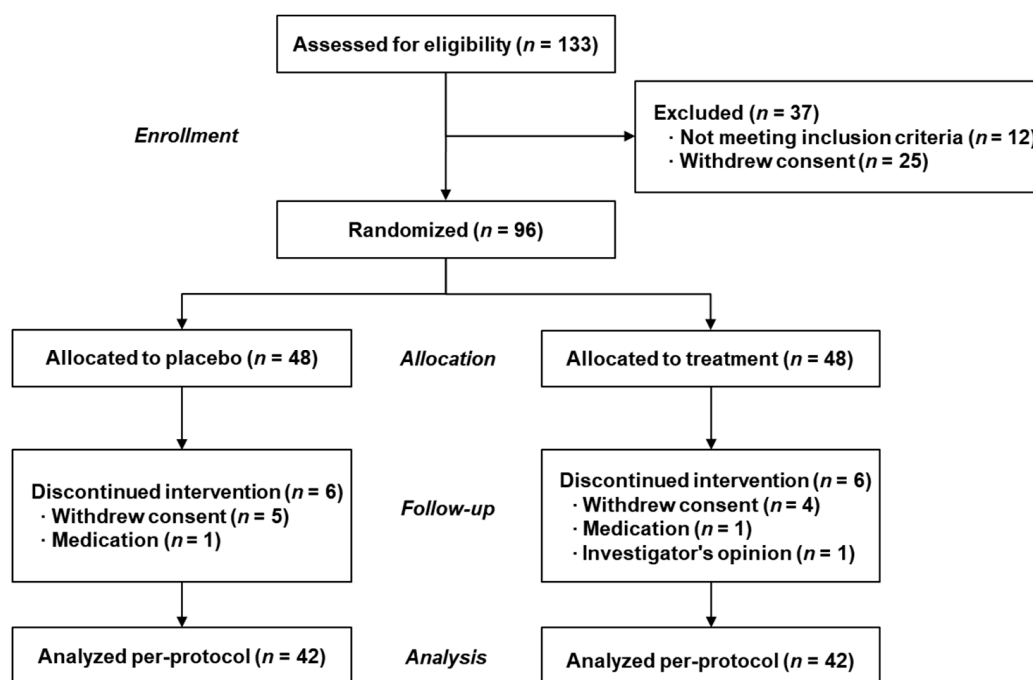 Assessed for eligibility (n = 133)
Enrollment
Excluded (n = 37)
· Not meeting inclusion criteria (n = 12)
· Withdrew consent (n = 25)
Randomized (n = 96)
Allocated to placebo (n = 48)
Allocation
Allocated to treatment (n = 48)
Discontinued intervention (n = 6)
· Withdrew consent (n = 5)
· Medication (n = 1)
Follow-up
Discontinued intervention (n = 6)
· Withdrew consent (n = 4)
· Medication (n = 1)
· Investigator's opinion (n = 1)
Analyzed per-protocol (n = 42)
Analysis
Analyzed per-protocol (n = 42)